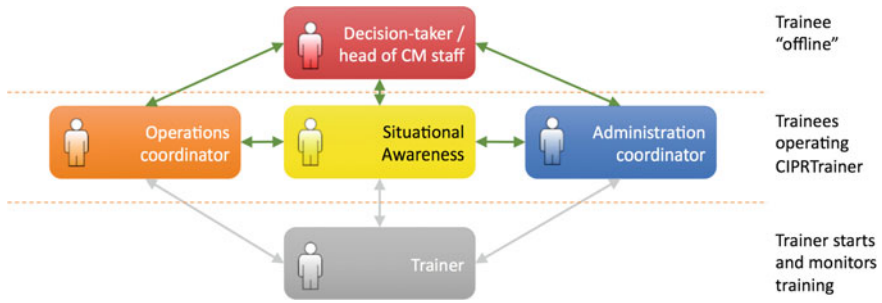 Decision-taker /
head of CM staff
Trainee
“offline”
Operations
coordinator
Situational
Awareness
Administration
coordinator
Trainees
operating
CIPRTrainer
Trainer
Trainer starts
and monitors
training